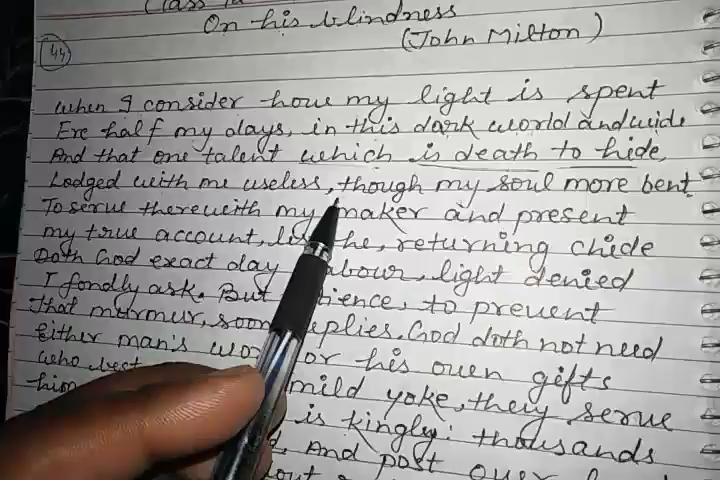 Class
On his blindness
(John Milton)
44
When I consider how my light is spent
Ere half my days, in this dark world and wide
And that one talent which is death to hide,
Lodged with me useless, though my soul more bent
To serve therewith my maker and present
my true account, he, returning chide
Doth God exact day labour, light denied
I fondly ask. But to prevent
That murmur, soon replies. God doth not need
Either man's or his own gifts
who best
him mild yoke, they serve
is kingly: thousands
And post over